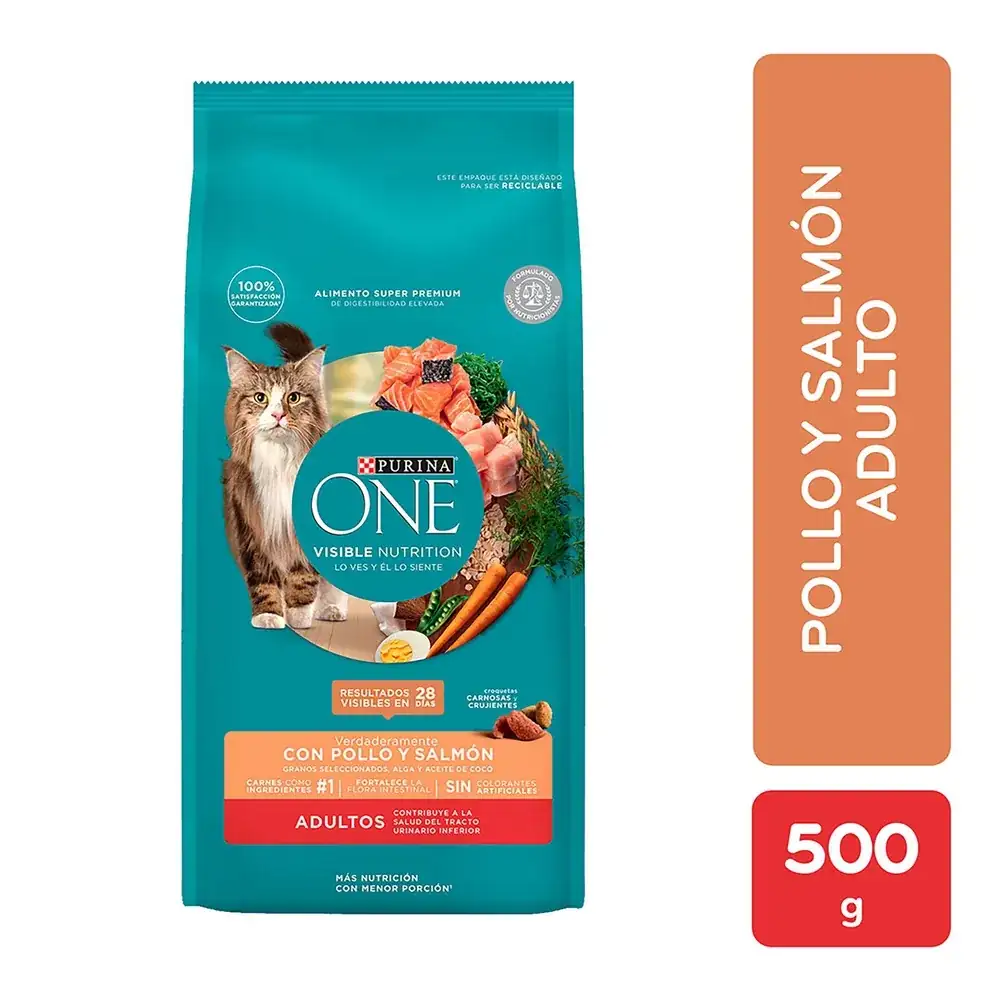 ESTE EMPAQUE ESTÁ DISEÑADO
PARA SER RECICLABLE
100%
SATISFACCIÓN
GARANTIZADA¹
ALIMENTO SUPER PREMIUM
DE DIGESTIBILIDAD ELEVADA
FORMULADO
POR NUTRICIONISTAS
PURINA
ONE
VISIBLE NUTRITION
LO VES Y ÉL LO SIENTE
RESULTADOS
VISIBLES EN 28
DÍAS
croquetas
CARNOSAS y
CRUJIENTES
Verdaderamente
CON POLLO Y SALMÓN
GRANOS SELECCIONADOS, ALGA Y ACEITE DE COCO
CARNES COMO
INGREDIENTES #1
FORTALECE LA
FLORA INTESTINAL
SIN COLORANTES
ARTIFICIALES
ADULTOS
CONTRIBUYE A LA
SALUD DEL TRACTO
URINARIO INFERIOR
MÁS NUTRICIÓN
CON MENOR PORCIÓN¹
POLLO Y SALMÓN
ADULTO
500
g